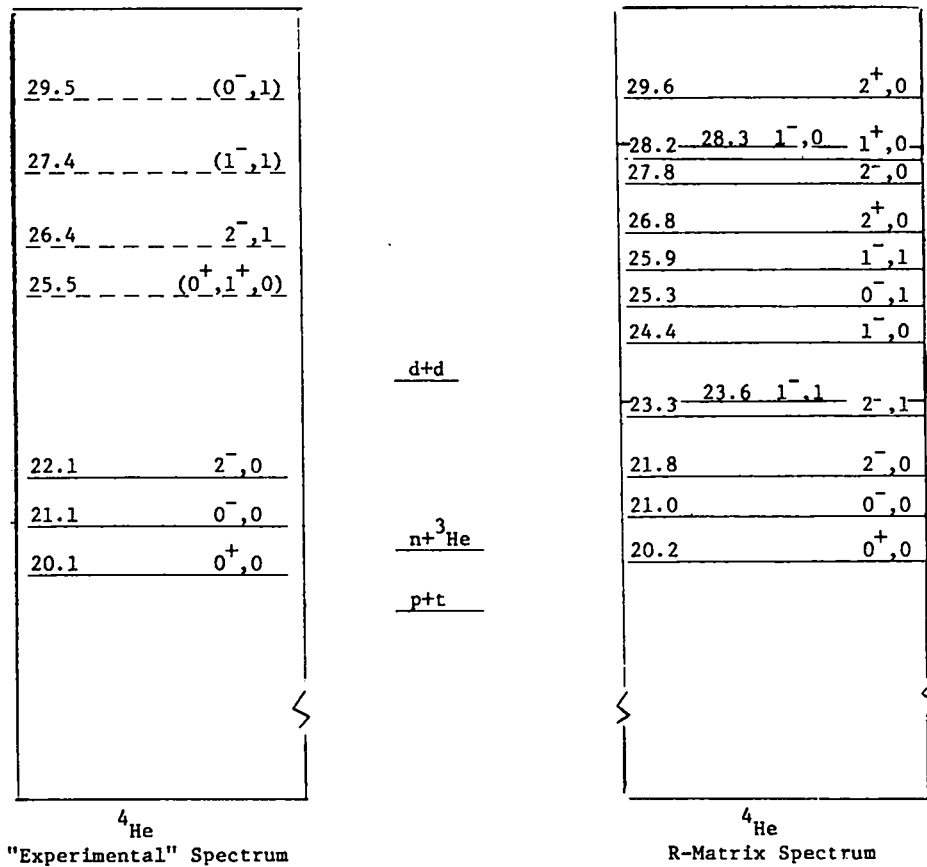 29.5 (0⁻,1)
27.4 (1⁻,1)
26.4 2⁻,1
25.5 (0⁺,1⁺,0)
22.1 2⁻,0
21.1 0⁻,0
20.1 0⁺,0
⁴He
"Experimental" Spectrum
d+d
n+³He
p+t
29.6 2⁺,0
28.3 1⁻,0
28.2 1⁺,0
27.8 2⁻,0
26.8 2⁺,0
25.9 1⁻,1
25.3 0⁻,1
24.4 1⁻,0
23.6 1⁻,1
23.3 2⁻,1
21.8 2⁻,0
21.0 0⁻,0
20.2 0⁺,0
⁴He
R-Matrix Spectrum